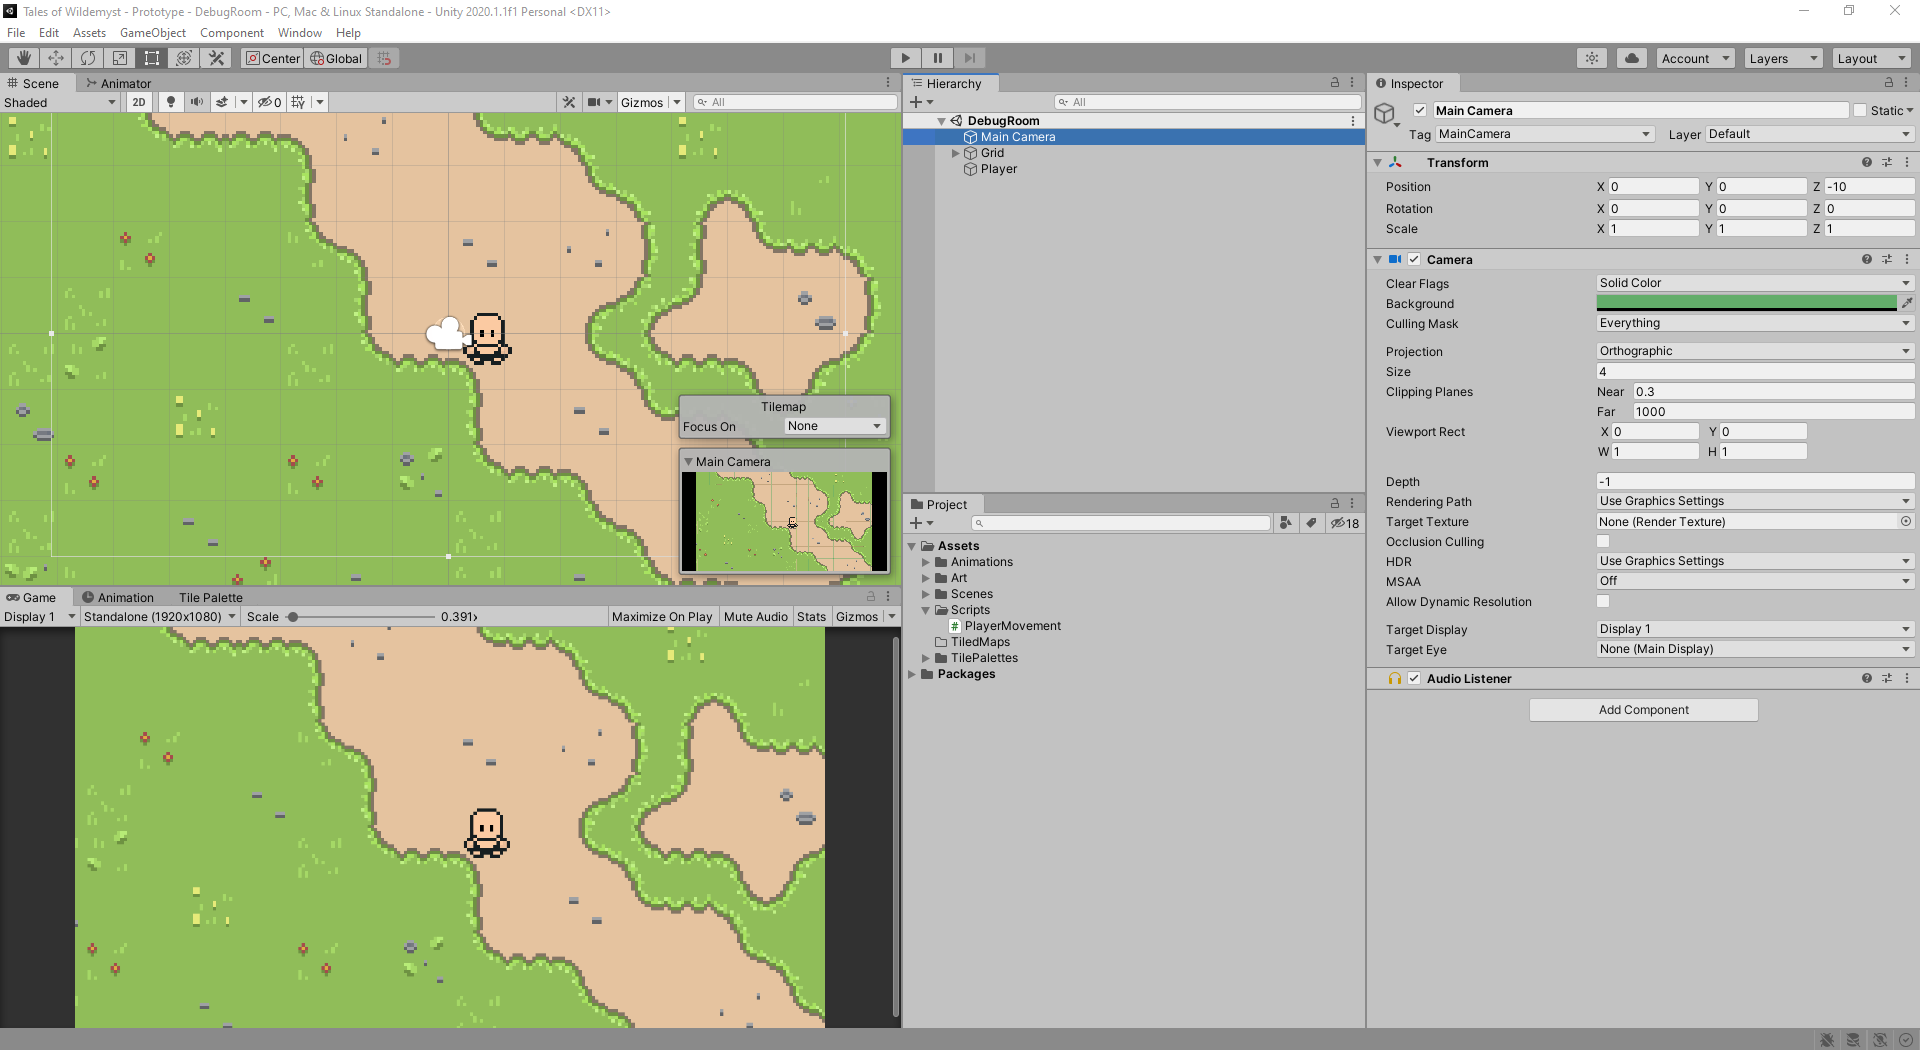 Tales of Wildemyst - Prototype - DebugRoom - PC, Mac & Linux Standalone - Unity 2020.1.1f1 Personal <DX11>
File Edit Assets GameObject Component Window Help
Center Global Account Layers Layout
Scene Animator
Shaded 2D 0 Gizmos All
Tilemap
Focus On None
Main Camera
Game Animation Tile Palette
Display 1 Standalone (1920x1080) Scale 0.391x Maximize On Play Mute Audio Stats Gizmos
Hierarchy
All
DebugRoom
Main Camera
Grid
Player
Project
18
Assets
Animations
Art
Scenes
Scripts
# PlayerMovement
TiledMaps
TilePalettes
Packages
Inspector
Main Camera Static
Tag MainCamera Layer Default
Transform
Position X 0 Y 0 Z -10
Rotation X 0 Y 0 Z 0
Scale X 1 Y 1 Z 1
Camera
Clear Flags Solid Color
Background
Culling Mask Everything
Projection Orthographic
Size 4
Clipping Planes Near 0.3
Far 1000
Viewport Rect X 0 Y 0
W 1 H 1
Depth -1
Rendering Path Use Graphics Settings
Target Texture None (Render Texture)
Occlusion Culling
HDR Use Graphics Settings
MSAA Off
Allow Dynamic Resolution
Target Display Display 1
Target Eye None (Main Display)
Audio Listener
Add Component